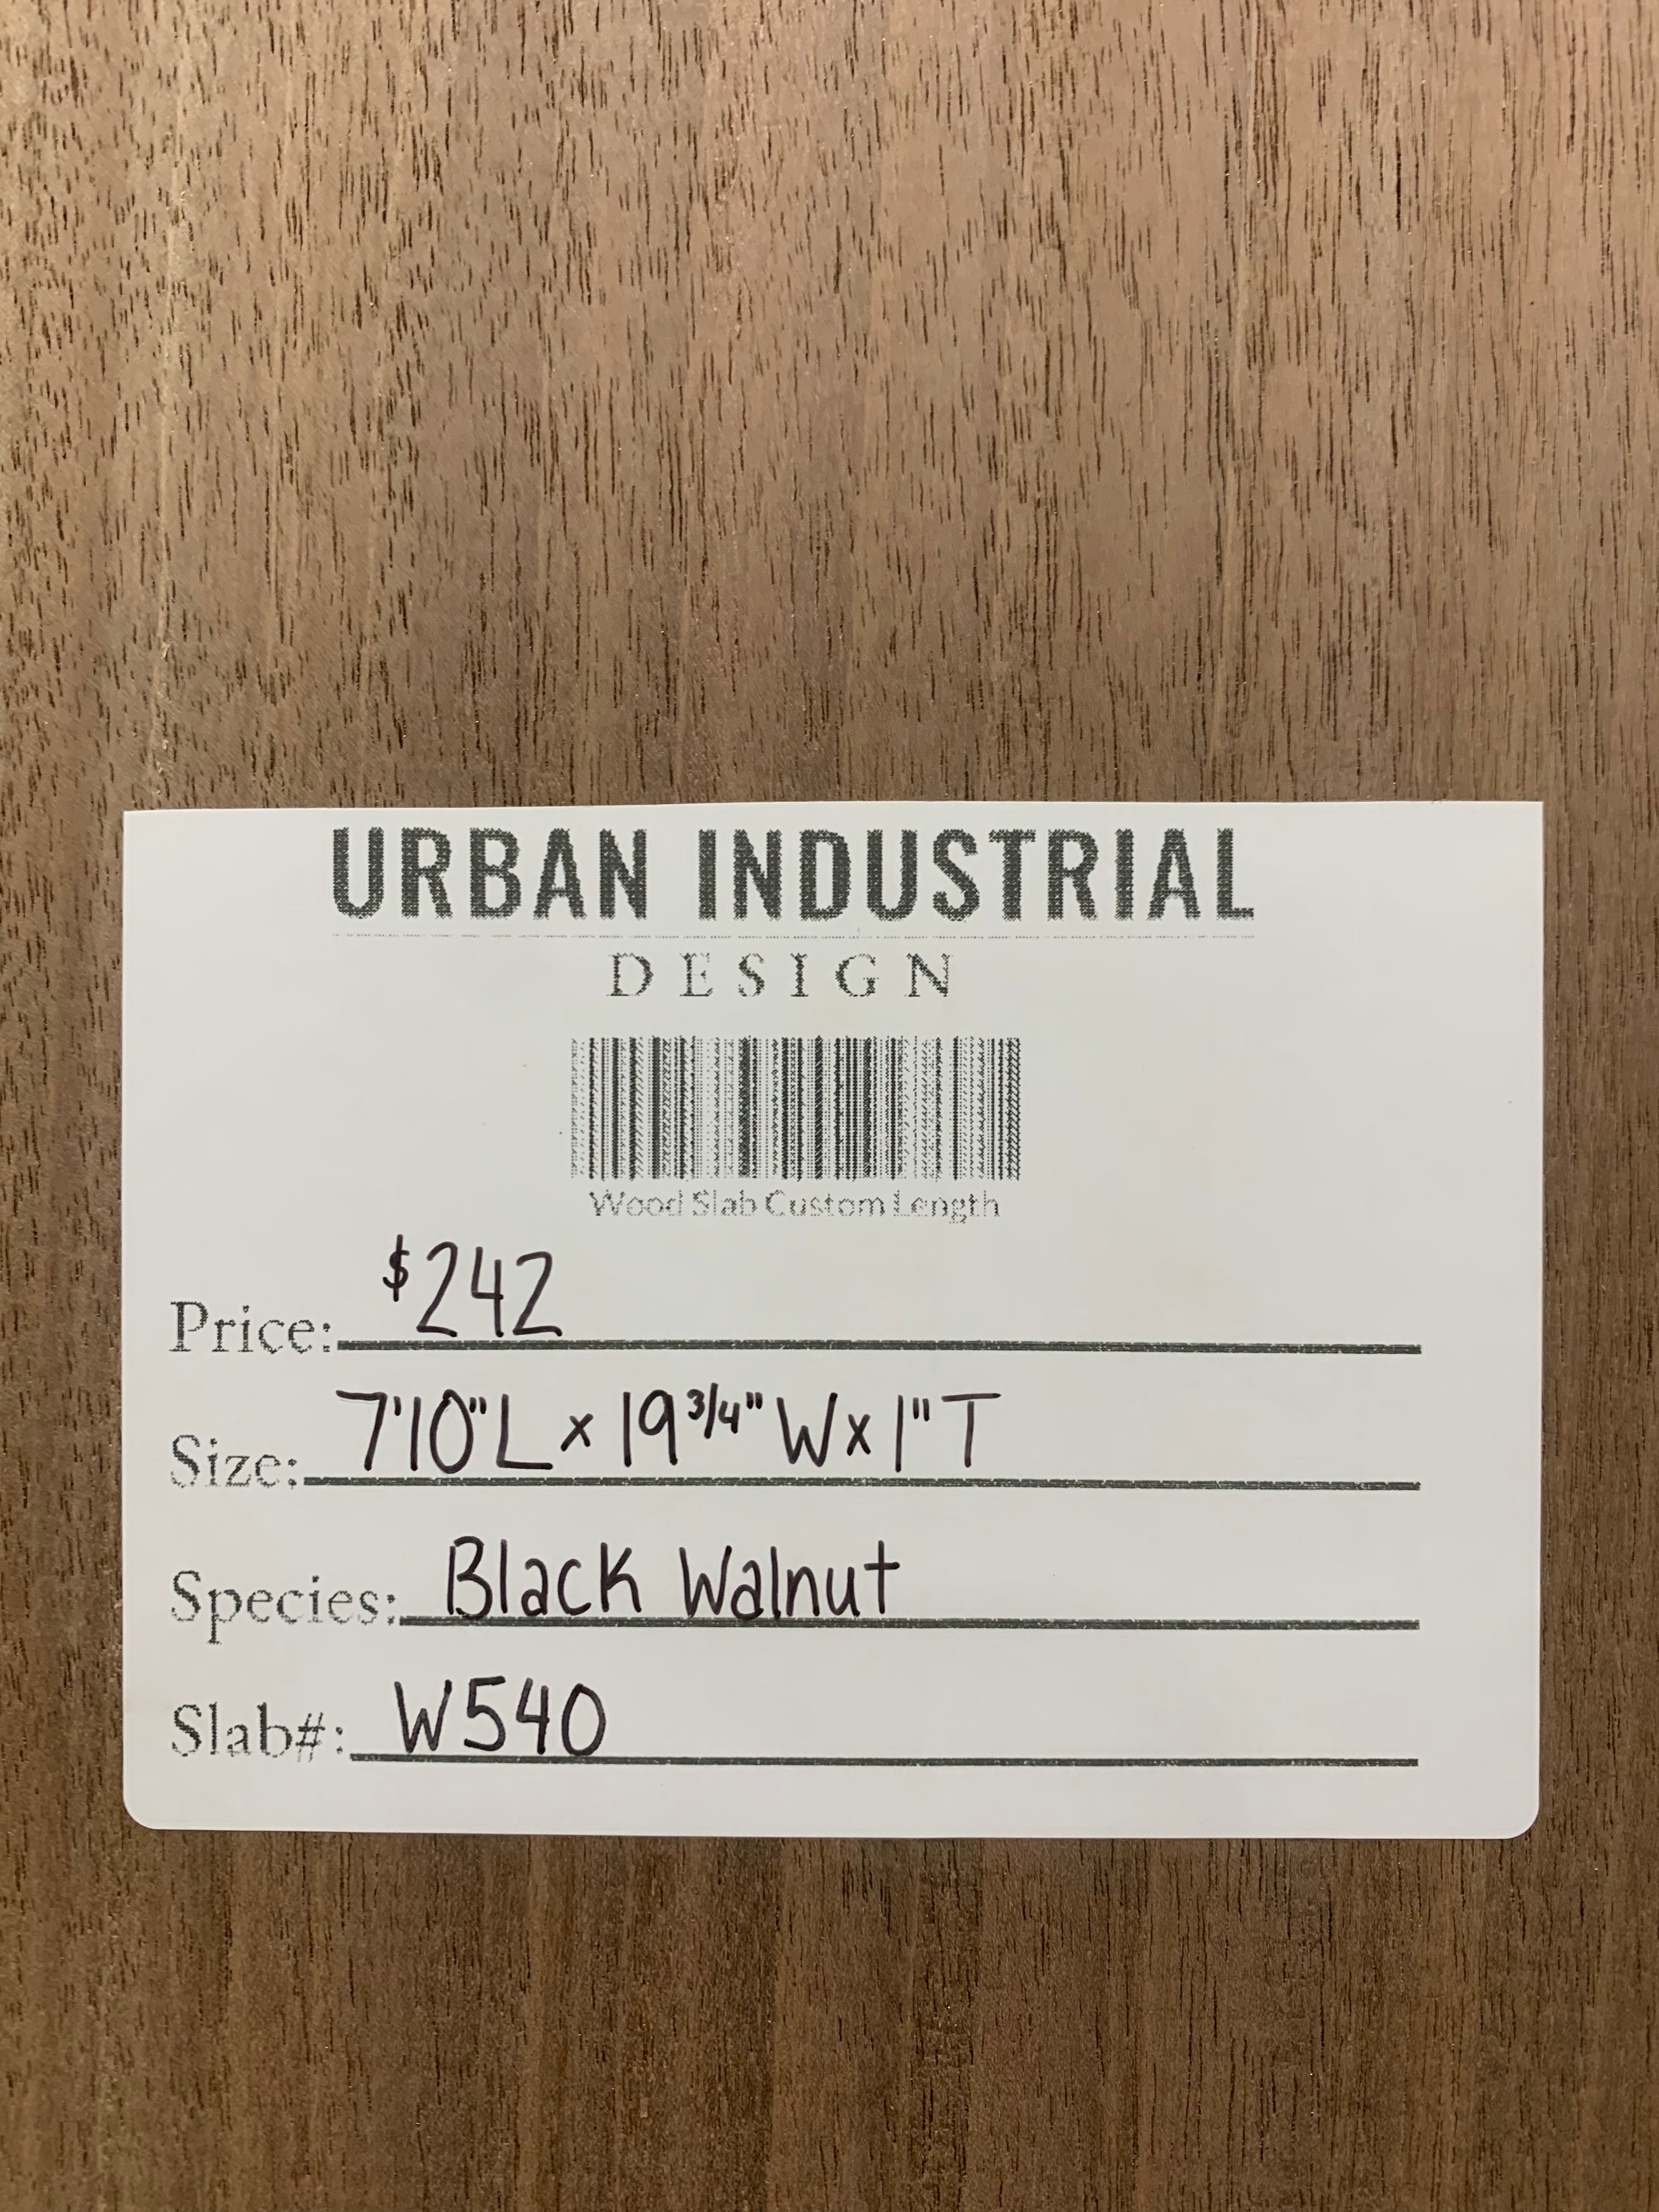 URBAN INDUSTRIAL
DESIGN
Wood Slab Custom Length
Price: $242
Size: 7'10"L x 19 3/4" W x 1" T
Species: Black Walnut
Slab#: W540